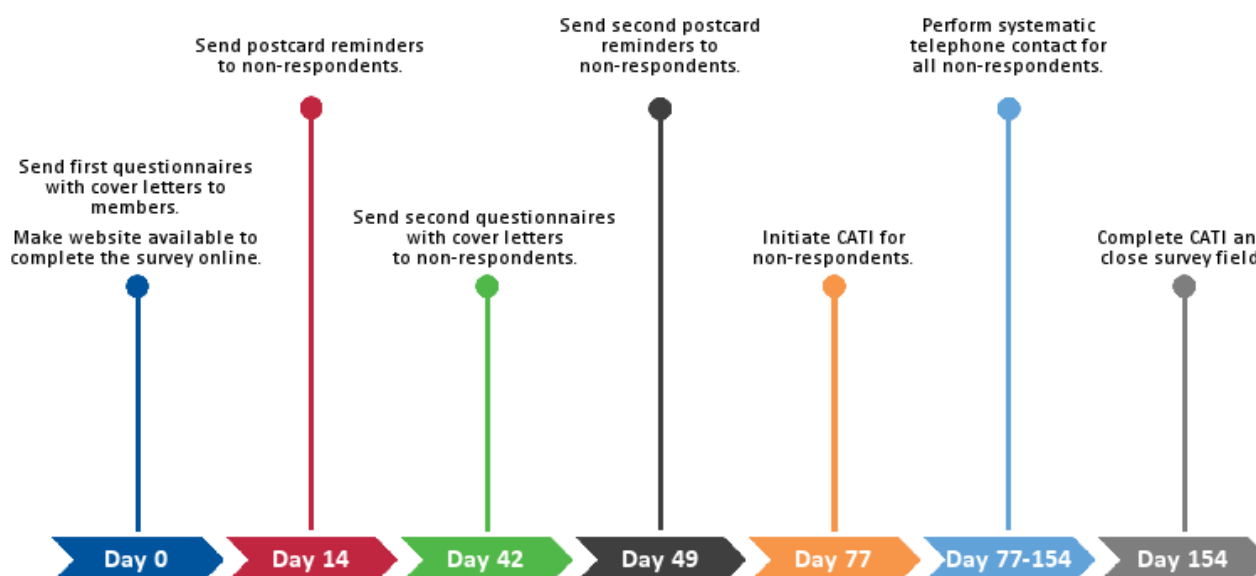 Send first questionnaires
with cover letters to
members.
Make website available to
complete the survey online.
Send postcard reminders
to non-respondents.
Send second questionnaires
with cover letters
to non-respondents.
Send second postcard
reminders to
non-respondents.
Initiate CATI for
non-respondents.
Perform systematic
telephone contact for
all non-respondents.
Complete CATI an
close survey field
Day 0
Day 14
Day 42
Day 49
Day 77
Day 77-154
Day 154